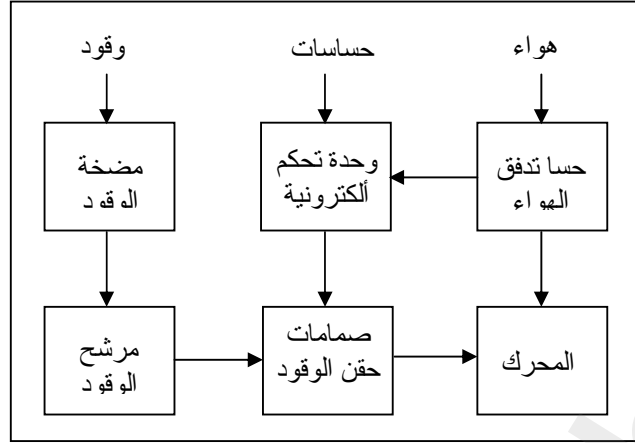 هواء
حساسات
وقود
حسا تدفق
الهواء
وحدة تحكم
ألكترونية
مضخة
الوقود
المحرك
صمامات
حقن الوقود
مرشح
الوقود